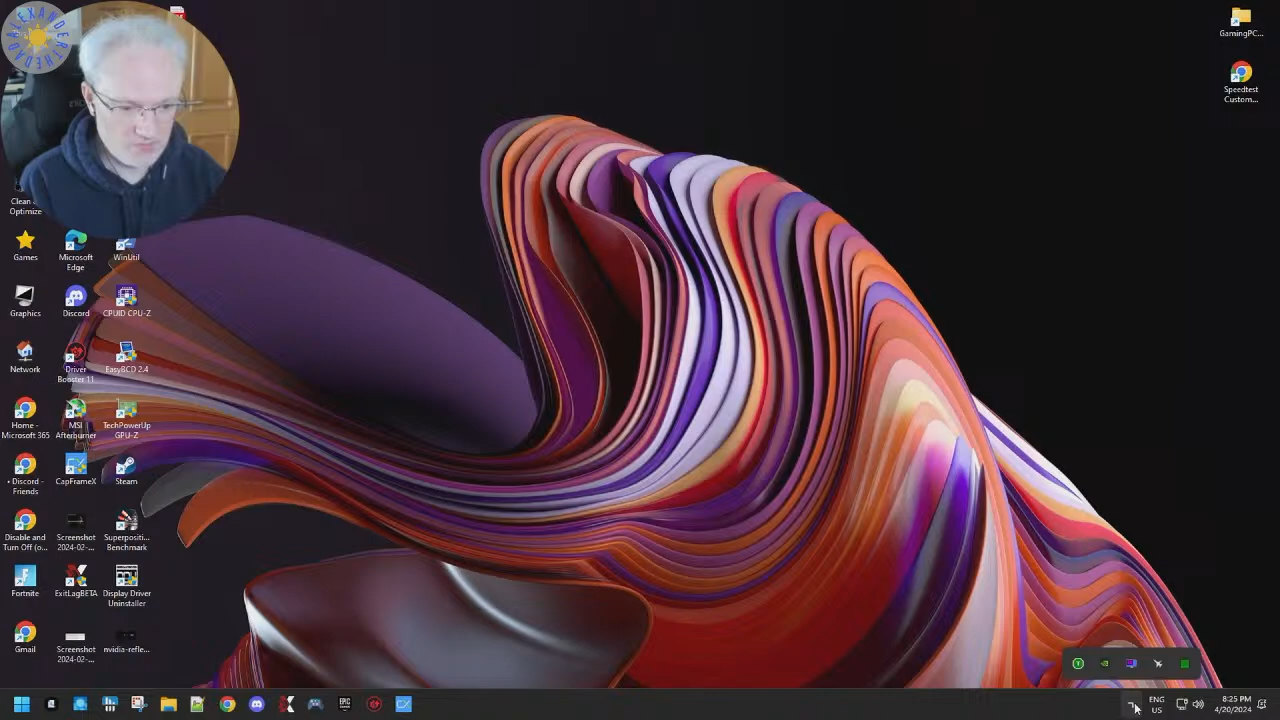 ALEXANDERTHEDAD
GamingPC...
Speedtest
Custom...
Clean
Optimize
Games
Microsoft
Edge
WinUtil
Graphics
Discord
CPUID CPU-Z
Network
Driver
Booster 11
EasyBCD 2.4
Home -
Microsoft 365
MSI
Afterburner
TechPowerUp
GPU-Z
• Discord -
Friends
CapFrameX
Steam
Disable and
Turn Off (o...
Screenshot
2024-02-...
Superpositi...
Benchmark
Fortnite
ExitLagBETA
Display Driver
Uninstaller
Gmail
Screenshot
2024-02-...
nvidia-refle...
EPIC
ENG
US
8:25 PM
4/20/2024